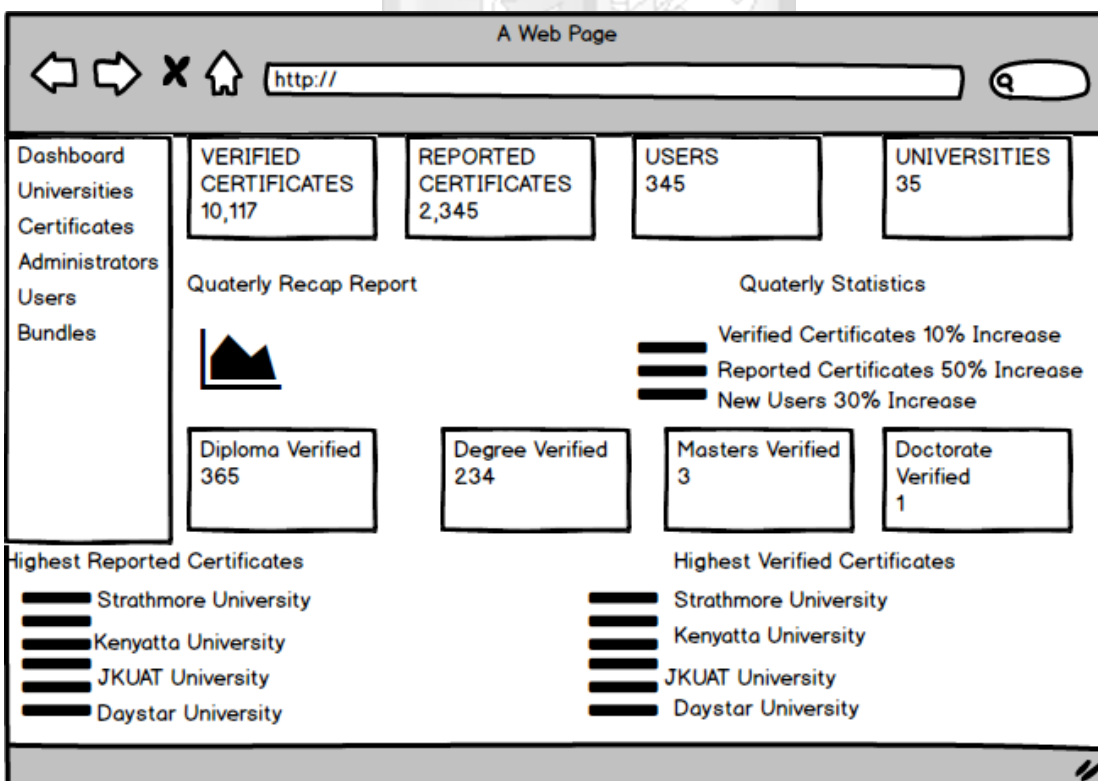 A Web Page
http://
Dashboard
Universities
Certificates
Administrators
Users
Bundles
VERIFIED
CERTIFICATES
10,117
REPORTED
CERTIFICATES
2,345
USERS
345
UNIVERSITIES
35
Quaterly Recap Report
Quaterly Statistics
Verified Certificates 10% Increase
Reported Certificates 50% Increase
New Users 30% Increase
Diploma Verified
365
Degree Verified
234
Masters Verified
3
Doctorate
Verified
1
Highest Reported Certificates
Strathmore University
Kenyatta University
JKUAT University
Daystar University
Highest Verified Certificates
Strathmore University
Kenyatta University
JKUAT University
Daystar University